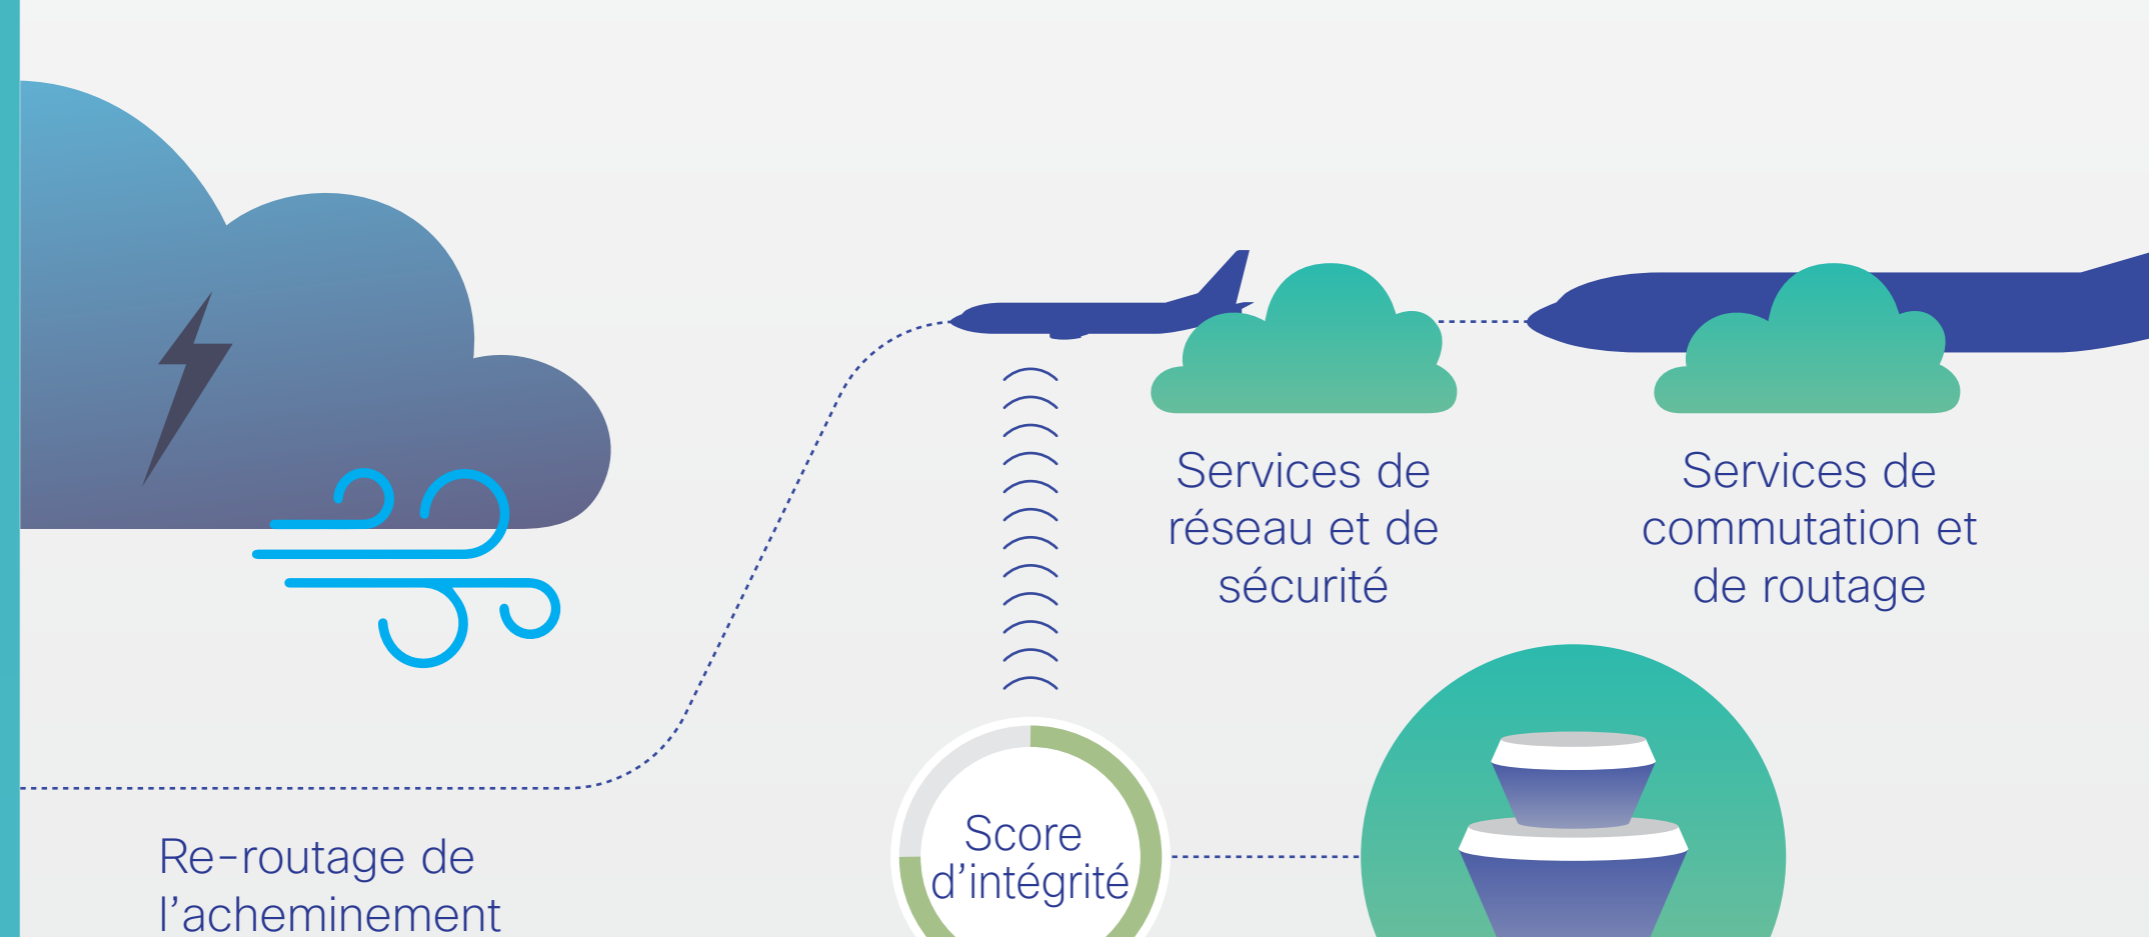 Services de
réseau et de
sécurité
Services de
commutation et
de routage
Score
d'intégrité
Re-routage de
l'acheminement